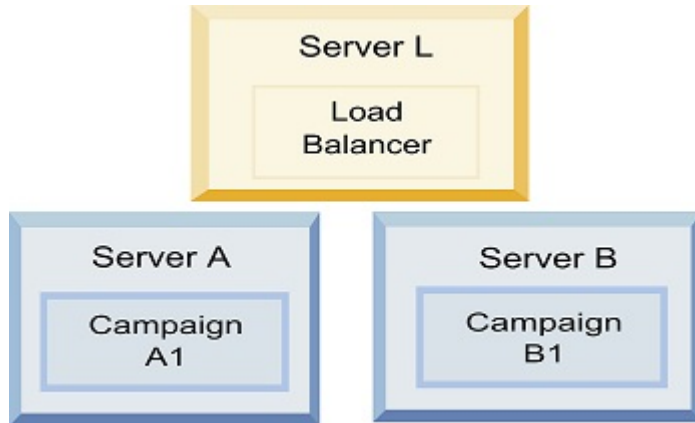 Server L
Load
Balancer
Server A
Campaign
A1
Server B
Campaign
B1